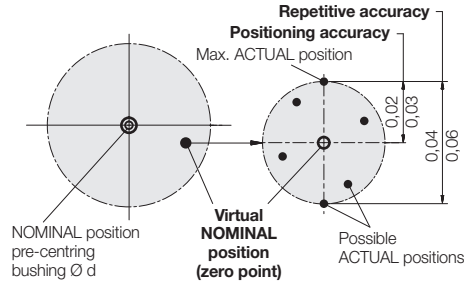 Repetitive accuracy
Positioning accuracy
Max. ACTUAL position
0,02
0,03
0,04
0,06
NOMINAL position
pre-centring
bushing Ø d
Virtual
NOMINAL
position
(zero point)
Possible
ACTUAL positions